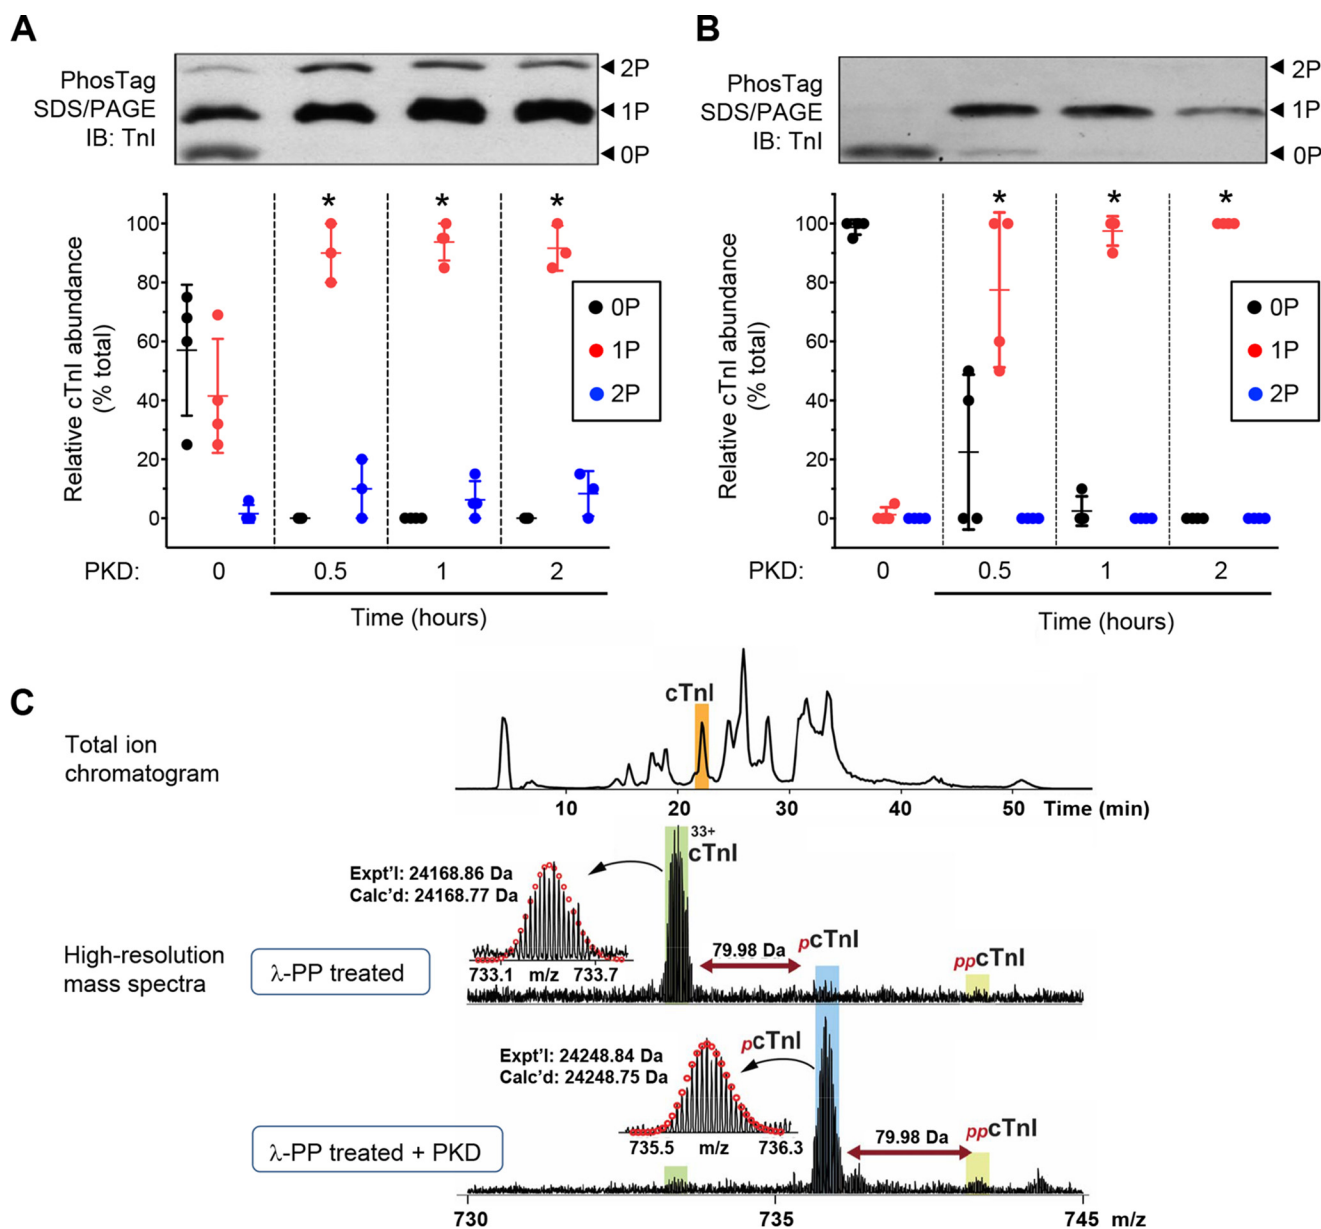 A
PhosTag
SDS/PAGE
IB: TnI
◄ 2P
◄ 1P
◄ 0P
* * *
Relative cTnI abundance
(% total)
100
80
60
40
20
0
0P
1P
2P
PKD: 0 0.5 1 2
Time (hours)
B
PhosTag
SDS/PAGE
IB: TnI
◄ 2P
◄ 1P
◄ 0P
* * *
Relative cTnI abundance
(% total)
100
80
60
40
20
0
0P
1P
2P
PKD: 0 0.5 1 2
Time (hours)
C
Total ion
chromatogram
cTnI
10 20 30 40 50 Time (min)
High-resolution
mass spectra
λ-PP treated
Expt'l: 24168.86 Da
Calc'd: 24168.77 Da
733.1 m/z 733.7
33+
cTnI
79.98 Da
pcTnI
ppcTnI
λ-PP treated + PKD
Expt'l: 24248.84 Da
Calc'd: 24248.75 Da
735.5 m/z 736.3
pcTnI
79.98 Da
ppcTnI
730 735 745 m/z